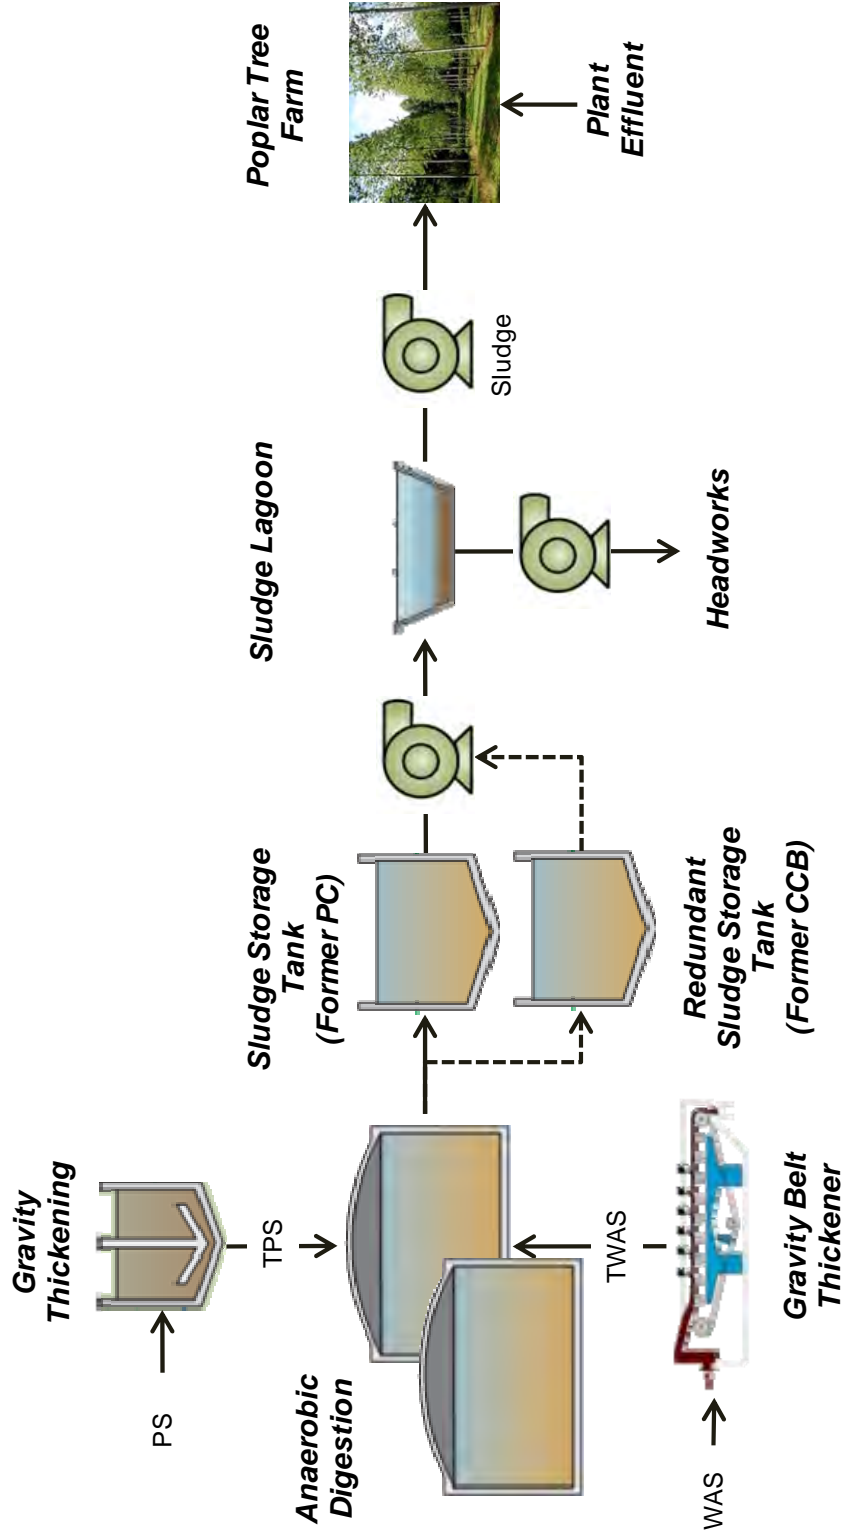 PS
Gravity
Thickening
TPS
Anaerobic
Digestion
WAS
Gravity Belt
Thickener
TWAS
Sludge Storage
Tank
(Former PC)
Redundant
Sludge Storage
Tank
(Former CCB)
Sludge Lagoon
Headworks
Sludge
Poplar Tree
Farm
Plant
Effluent